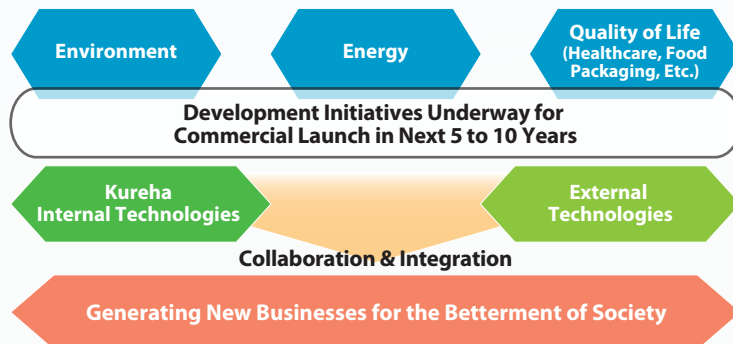 Environment
Energy
Quality of Life
(Healthcare, Food
Packaging, Etc.)
Development Initiatives Underway for
Commercial Launch in Next 5 to 10 Years
Kureha
Internal Technologies
External
Technologies
Collaboration & Integration
Generating New Businesses for the Betterment of Society